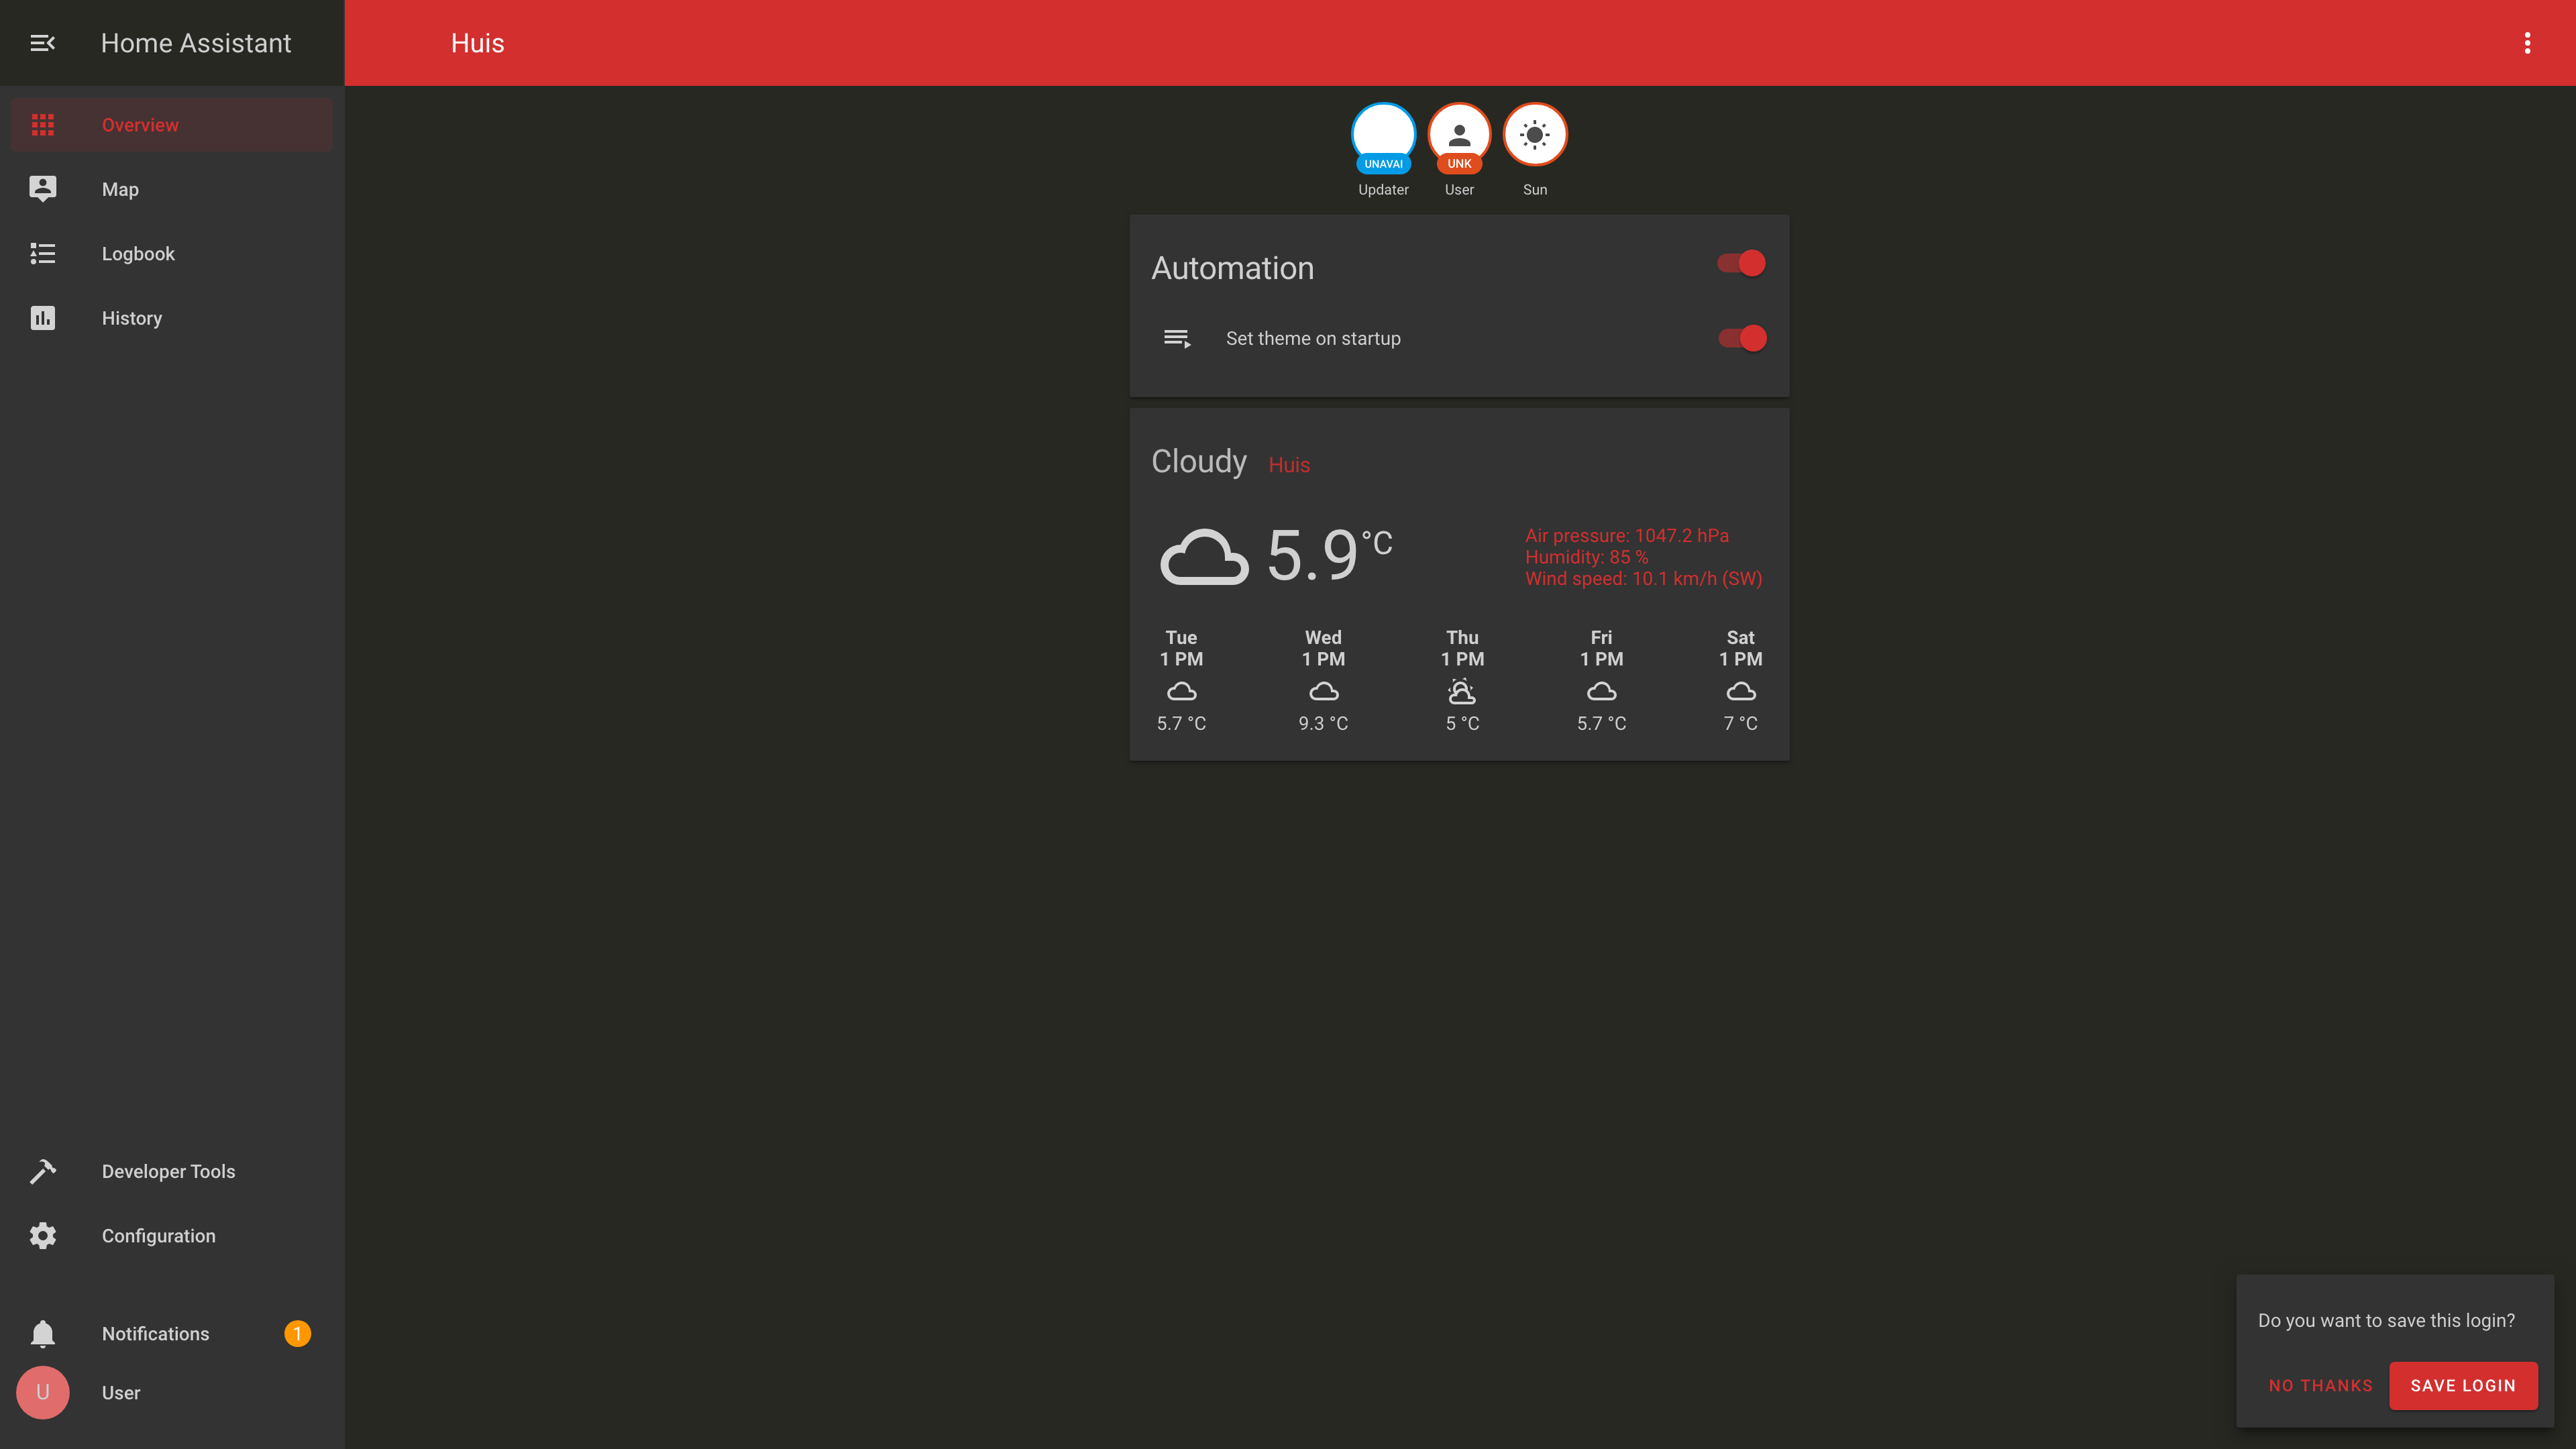 Home Assistant
Huis
Overview
Map
Logbook
History
Developer Tools
Configuration
Notifications
1
U
User
UNAVAI
UNK
Updater
User
Sun
Automation
Set theme on startup
Cloudy Huis
5.9 °C
Air pressure: 1047.2 hPa
Humidity: 85 %
Wind speed: 10.1 km/h (SW)
Tue Wed Thu Fri Sat
1 PM 1 PM 1 PM 1 PM 1 PM
5.7 °C 9.3 °C 5 °C 5.7 °C 7 °C
Do you want to save this login?
NO THANKS SAVE LOGIN